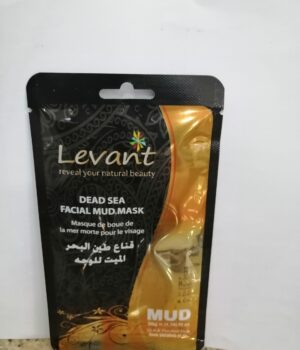 Levant
reveal your natural beauty
DEAD SEA
FACIAL MUD.MASK
Masque de boue de
la mer morte pour le visage
قناع طين البحر
الميت للوجه
MUD